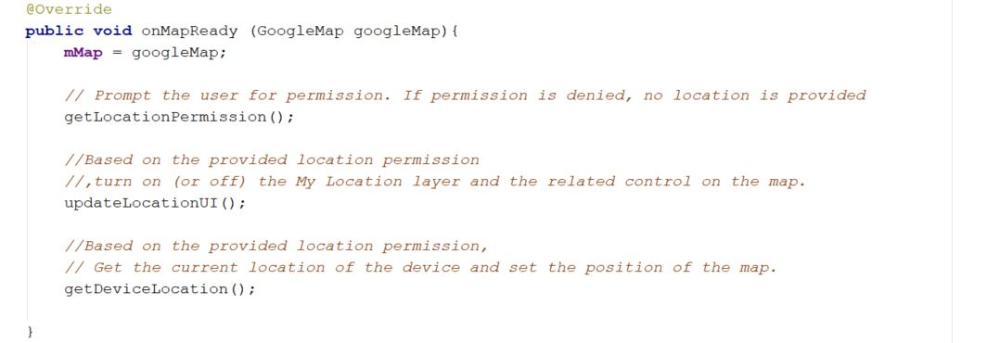 @Override
public void onMapReady (GoogleMap googleMap){
mMap = googleMap;
// Prompt the user for permission. If permission is denied, no location is provided
getLocationPermission();
//Based on the provided location permission
//,turn on (or off) the My Location layer and the related control on the map.
updateLocationUI();
//Based on the provided location permission,
// Get the current location of the device and set the position of the map.
getDeviceLocation();
}